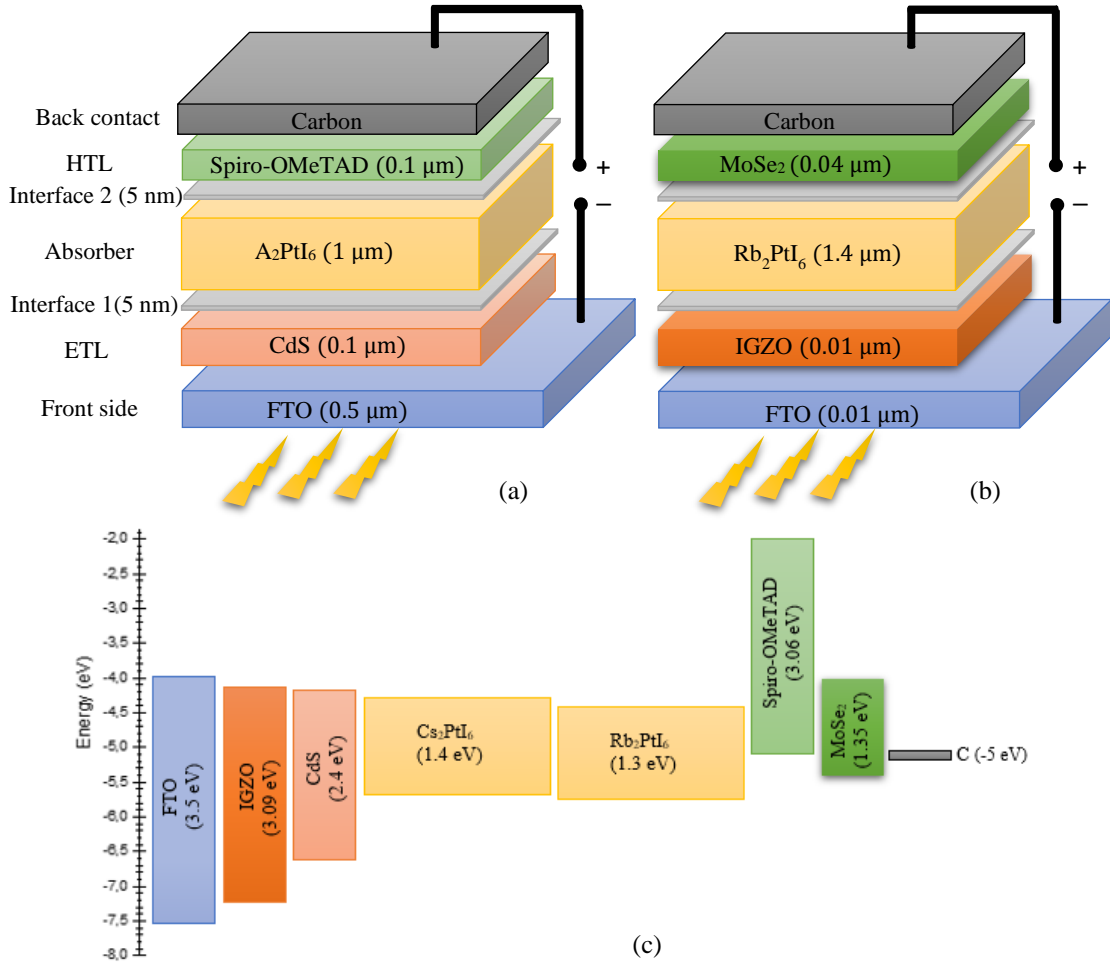 Back contact
HTL
Interface 2 (5 nm)
Absorber
Interface 1(5 nm)
ETL
Front side
Carbon
Spiro-OMeTAD (0.1 μm)
A₂PtI₆ (1 μm)
CdS (0.1 μm)
FTO (0.5 μm)
+
–
(a)
Carbon
MoSe₂ (0.04 μm)
Rb₂PtI₆ (1.4 μm)
IGZO (0.01 μm)
FTO (0.01 μm)
+
–
(b)
Energy (eV)
-2,0
-2,5
-3,0
-3,5
-4,0
-4,5
-5,0
-5,5
-6,0
-6,5
-7,0
-7,5
-8,0
FTO
(3.5 eV)
IGZO
(3.09 eV)
CdS
(2.4 eV)
Cs₂PtI₆
(1.4 eV)
Rb₂PtI₆
(1.3 eV)
Spiro-OMeTAD
(3.06 eV)
MoSe₂
(1.35 eV)
C (-5 eV)
(c)